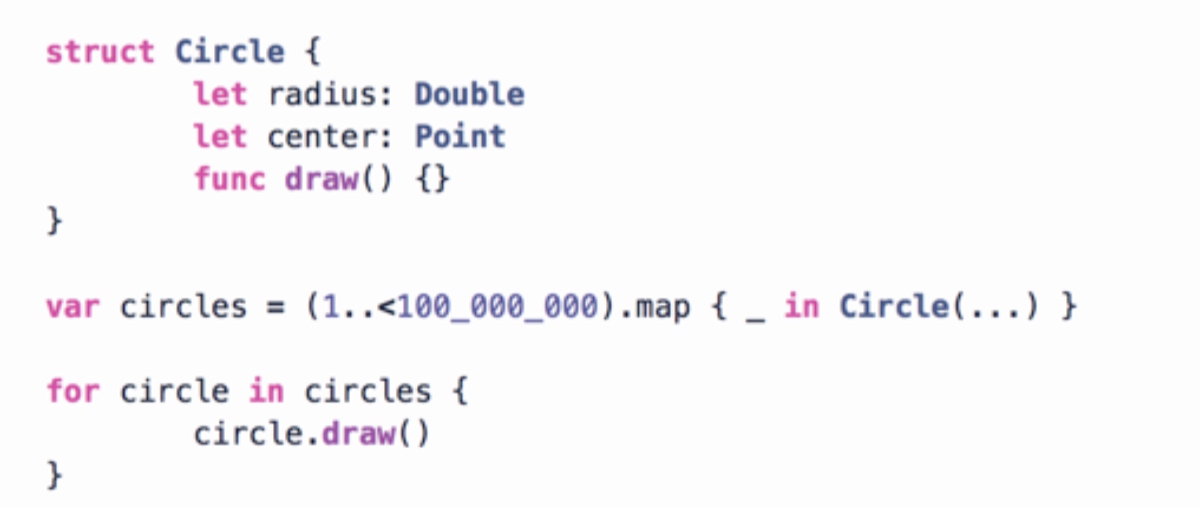 struct Circle {
let radius: Double
let center: Point
func draw() {}
}
var circles = (1..<100_000_000).map { _ in Circle(...) }
for circle in circles {
circle.draw()
}